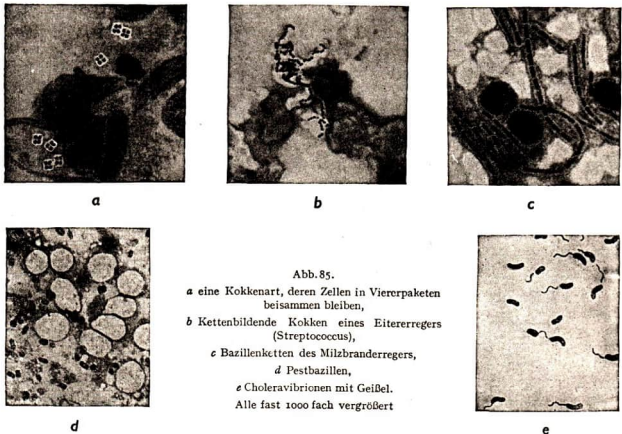 a
b
c
Abb. 85.
a eine Kokkenart, deren Zellen in Viererpaketen
beisammen bleiben,
b Kettenbildende Kokken eines Eitererregers
(Streptococcus),
c Bazillenketten des Milzbranderregers,
d Pestbazillen,
e Choleravibrionen mit Geißel.
Alle fast 1000 fach vergrößert
d
e